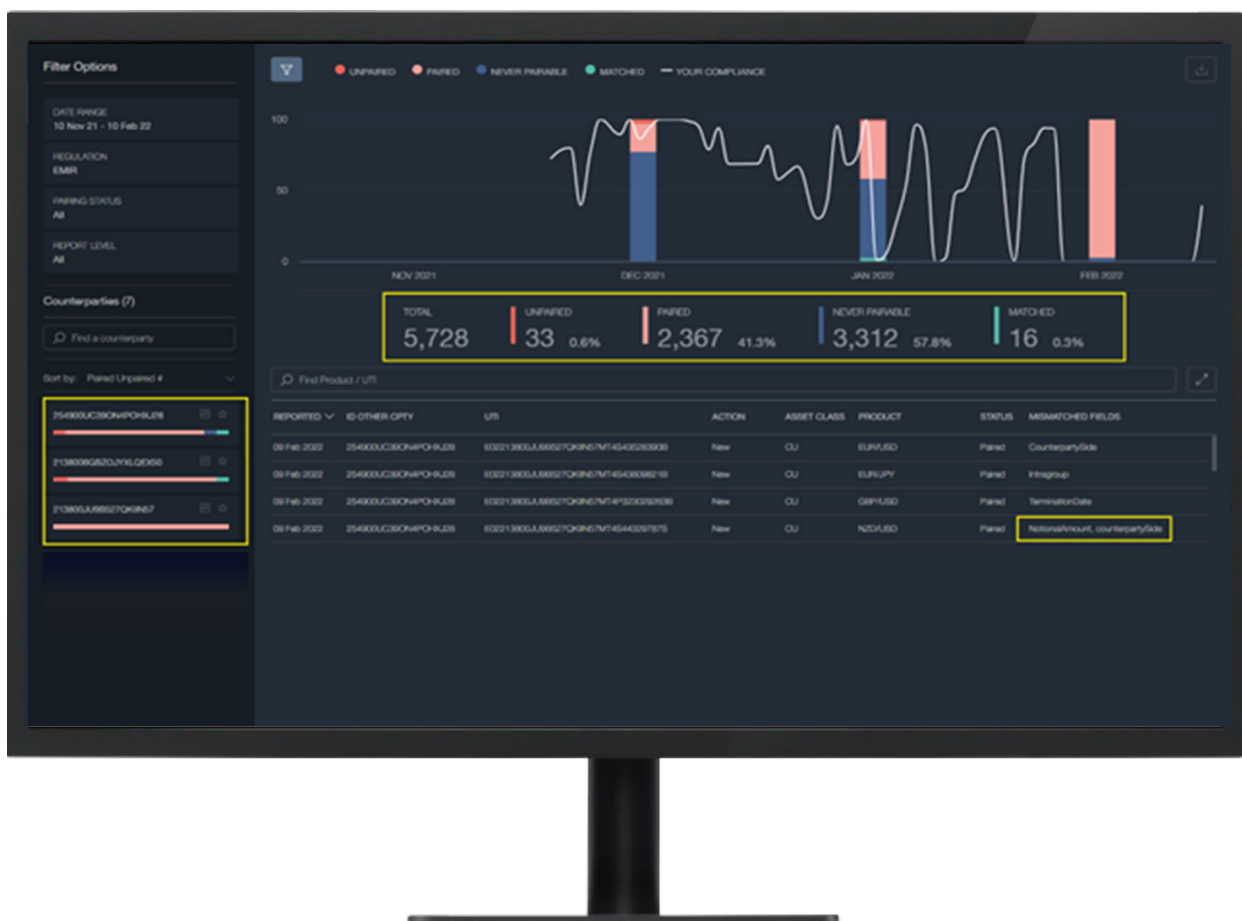 Filter Options
UNPAIRED PAIRED NEVER PAIRABLE MATCHED YOUR COMPLIANCE
DATE RANGE
10 Nov 21 - 10 Feb 22
REGULATION
EMIR
PAIRING STATUS
All
REPORT LEVEL
All
100
50
0
NOV 2021 DEC 2021 JAN 2022 FEB 2022
Counterparties (7)
Find a counterparty
Sort by: Paired Unpaired #
TOTAL UNPAIRED PAIRED NEVER PAIRABLE MATCHED
5,728 33 0.6% 2,367 41.3% 3,312 57.8% 16 0.3%
Find Product / UTI
REPORTED ID OTHER CPTY UTI ACTION ASSET CLASS PRODUCT STATUS MISMATCHED FIELDS
09 Feb 2022 New CU EUR/USD Paired CounterpartySide
09 Feb 2022 New CU EUR/JPY Paired Intragroup
09 Feb 2022 New CU GBP/USD Paired TerminationDate
09 Feb 2022 New CU NZD/USD Paired NotionalAmount, counterpartySide